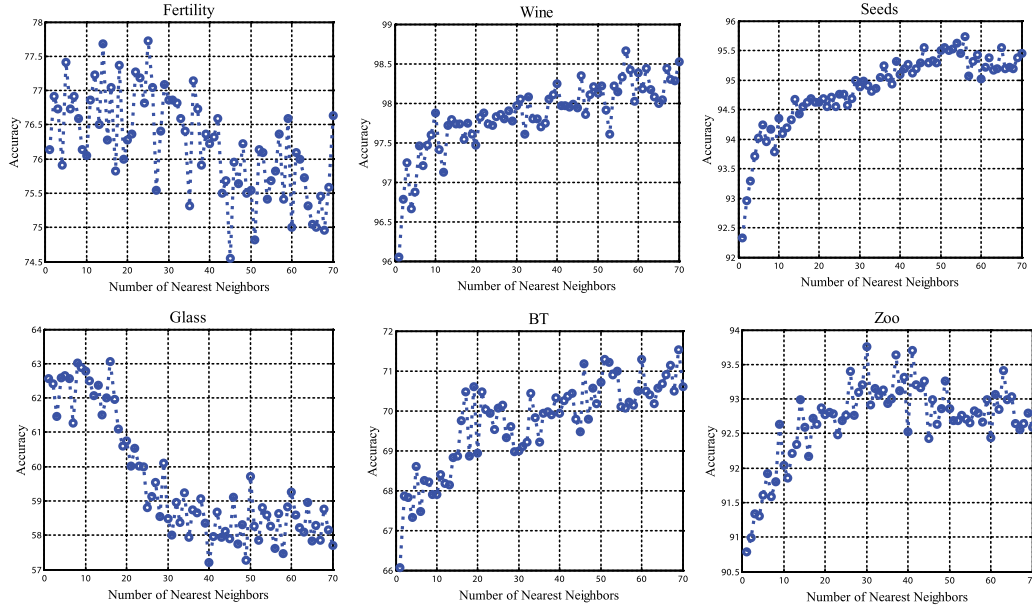 Fertility
78
77.5
77
76.5
76
75.5
75
74.5
0 10 20 30 40 50 60 70
Accuracy
Number of Nearest Neighbors
Wine
99
98.5
98
97.5
97
96.5
96
0 10 20 30 40 50 60 70
Accuracy
Number of Nearest Neighbors
Seeds
96
95.5
95
94.5
94
93.5
93
92.5
92
0 10 20 30 40 50 60 70
Accuracy
Number of Nearest Neighbors
Glass
64
63
62
61
60
59
58
57
0 10 20 30 40 50 60 70
Accuracy
Number of Nearest Neighbors
BT
72
71
70
69
68
67
66
0 10 20 30 40 50 60 70
Accuracy
Number of Nearest Neighbors
Zoo
94
93.5
93
92.5
92
91.5
91
90.5
0 10 20 30 40 50 60 70
Accuracy
Number of Nearest Neighbors